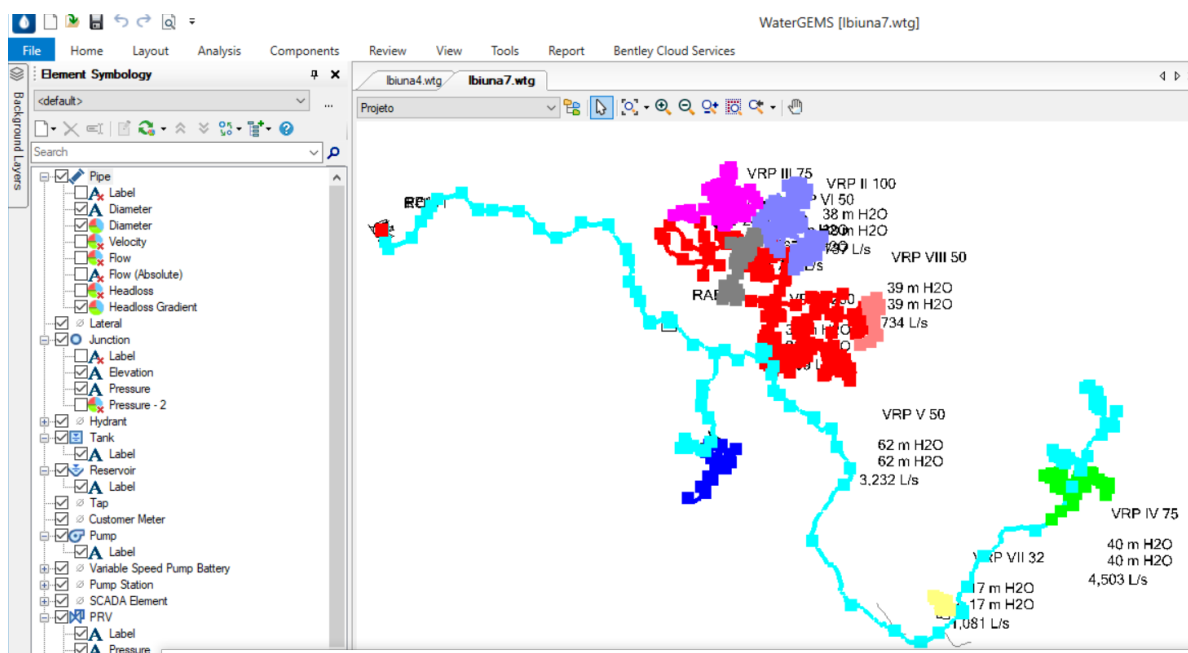 WaterGEMS [Ibiuna7.wtg]
File Home Layout Analysis Components Review View Tools Report Bentley Cloud Services
Background Layers
Element Symbology
<default>
...
Search
Pipe
Label
Diameter
Diameter
Velocity
Flow
Flow (Absolute)
Headloss
Headloss Gradient
Lateral
Junction
Label
Elevation
Pressure
Pressure - 2
Hydrant
Tank
Label
Reservoir
Label
Tap
Customer Meter
Pump
Label
Variable Speed Pump Battery
Pump Station
SCADA Element
PRV
Label
Pressure
Ibiuna4.wtg Ibiuna7.wtg
Projeto
VRP III 75
VRP II 100
VI 50
38 m H2O
VRP VIII 50
39 m H2O
39 m H2O
734 L/s
VRP V 50
62 m H2O
62 m H2O
3,232 L/s
VRP IV 75
40 m H2O
40 m H2O
4,503 L/s
VRP VII 32
17 m H2O
17 m H2O
1,081 L/s